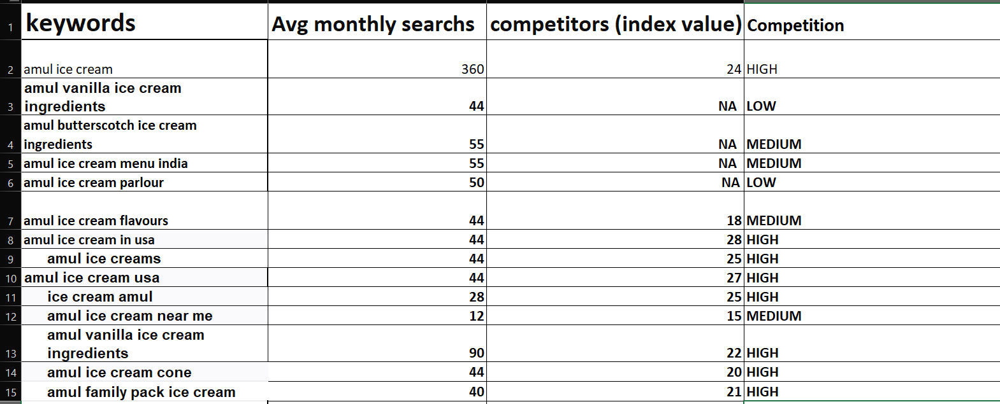 1 keywords Avg monthly searchs competitors (index value) Competition
2 amul ice cream 360 24 HIGH
amul vanilla ice cream
3 ingredients 44 NA LOW
amul butterscotch ice cream
4 ingredients 55 NA MEDIUM
5 amul ice cream menu india 55 NA MEDIUM
6 amul ice cream parlour 50 NA LOW
7 amul ice cream flavours 44 18 MEDIUM
8 amul ice cream in usa 44 28 HIGH
9 amul ice creams 44 25 HIGH
10 amul ice cream usa 44 27 HIGH
11 ice cream amul 28 25 HIGH
12 amul ice cream near me 12 15 MEDIUM
amul vanilla ice cream
13 ingredients 90 22 HIGH
14 amul ice cream cone 44 20 HIGH
15 amul family pack ice cream 40 21 HIGH